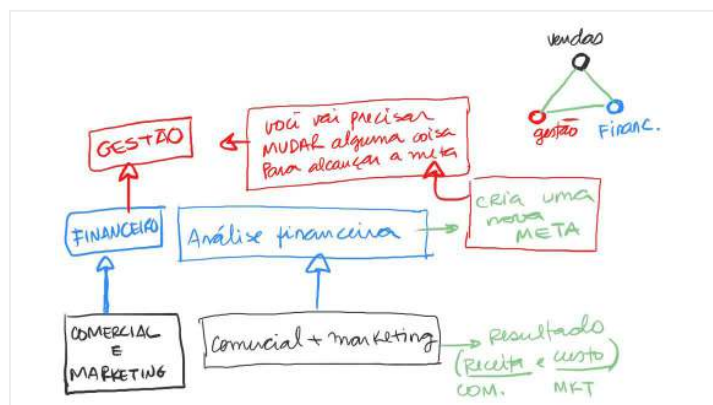 vendas
gestão
Financ.
GESTÃO
você vai precisar
MUDAR alguma coisa
Para alcançar a meta
CRIA UMA
nova
META
FINANCEIRO
Análise financeira
COMERCIAL
E
MARKETING
Comercial + marketing
Resultado
(Receita e custo)
COM. MKT